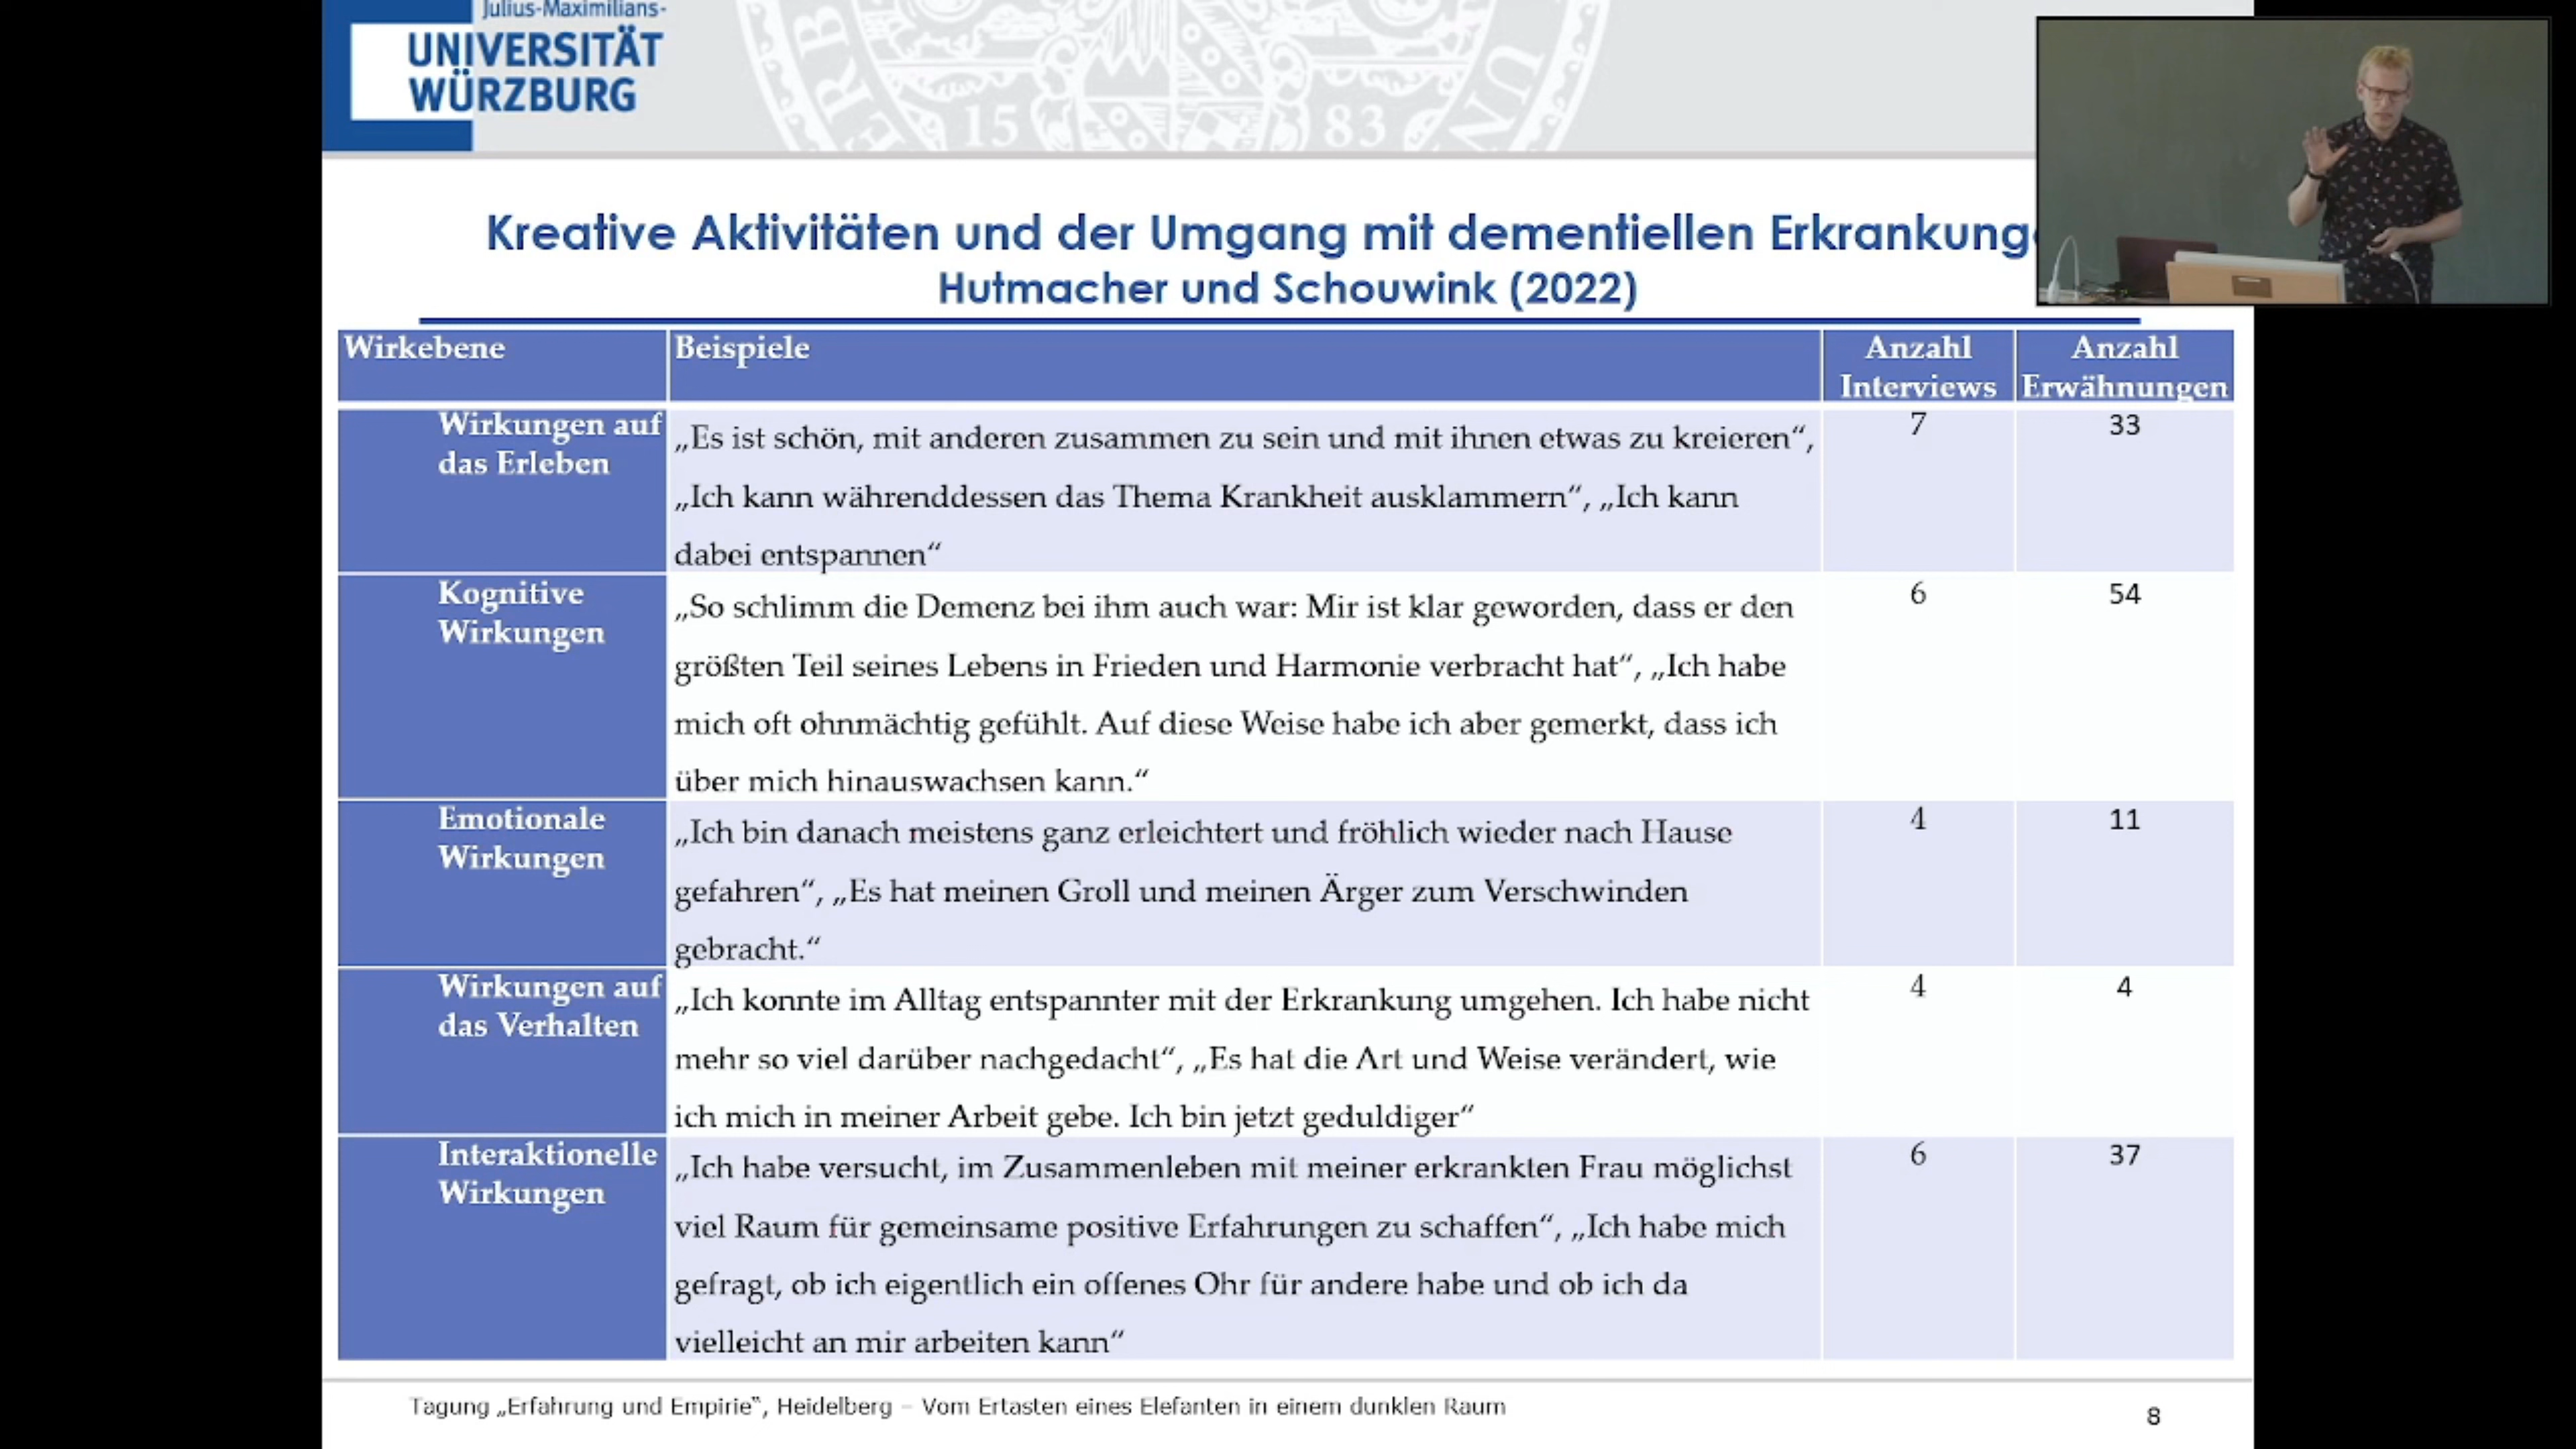 Julius-Maximilians-
UNIVERSITÄT
WÜRZBURG
15 83
Kreative Aktivitäten und der Umgang mit dementiellen Erkrankung
Hutmacher und Schouwink (2022)
Wirkebene
Beispiele
Anzahl
Interviews
Anzahl
Erwähnungen
Wirkungen auf
das Erleben
„Es ist schön, mit anderen zusammen zu sein und mit ihnen etwas zu kreieren“,
„Ich kann währenddessen das Thema Krankheit ausklammern“, „Ich kann
dabei entspannen“
7
33
Kognitive
Wirkungen
„So schlimm die Demenz bei ihm auch war: Mir ist klar geworden, dass er den
größten Teil seines Lebens in Frieden und Harmonie verbracht hat“, „Ich habe
mich oft ohnmächtig gefühlt. Auf diese Weise habe ich aber gemerkt, dass ich
über mich hinauswachsen kann.“
6
54
Emotionale
Wirkungen
„Ich bin danach meistens ganz erleichtert und fröhlich wieder nach Hause
gefahren“, „Es hat meinen Groll und meinen Ärger zum Verschwinden
gebracht.“
4
11
Wirkungen auf
das Verhalten
„Ich konnte im Alltag entspannter mit der Erkrankung umgehen. Ich habe nicht
mehr so viel darüber nachgedacht“, „Es hat die Art und Weise verändert, wie
ich mich in meiner Arbeit gebe. Ich bin jetzt geduldiger“
4
4
Interaktionelle
Wirkungen
„Ich habe versucht, im Zusammenleben mit meiner erkrankten Frau möglichst
viel Raum für gemeinsame positive Erfahrungen zu schaffen“, „Ich habe mich
gefragt, ob ich eigentlich ein offenes Ohr für andere habe und ob ich da
vielleicht an mir arbeiten kann“
6
37
Tagung „Erfahrung und Empirie“, Heidelberg – Vom Ertasten eines Elefanten in einem dunklen Raum
8